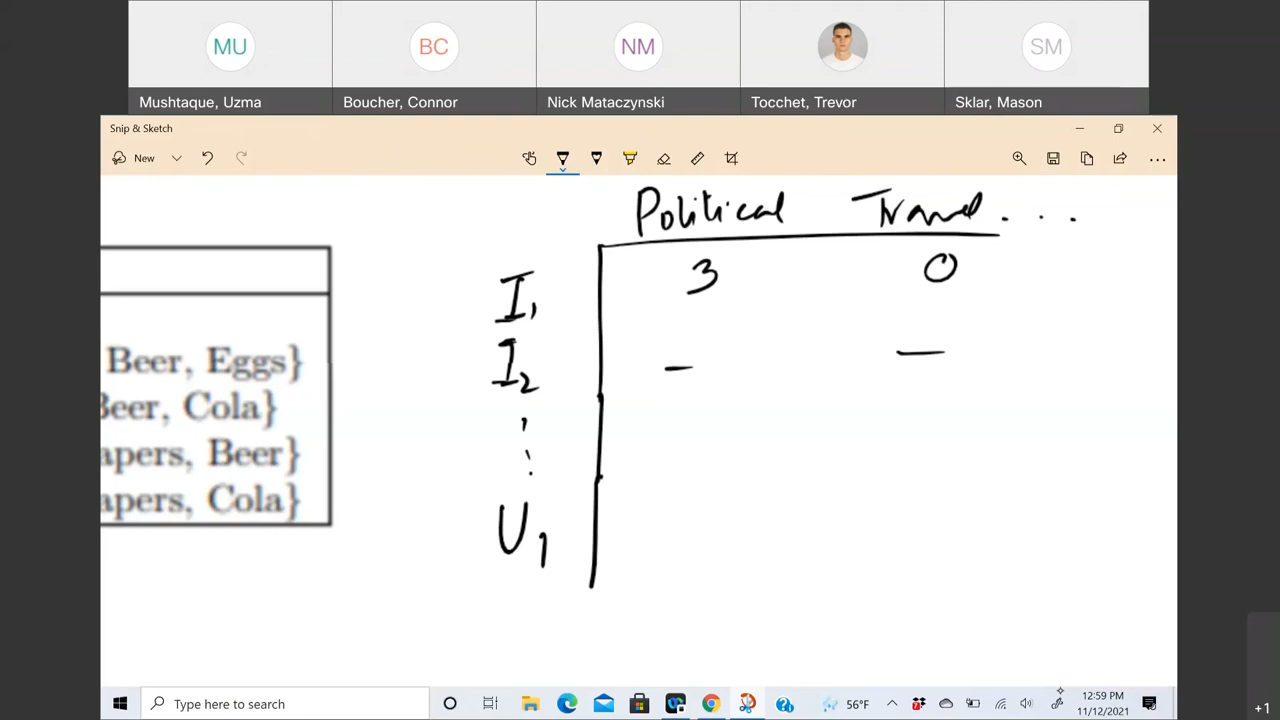 MU BC NM SM
Mushtaque, Uzma Boucher, Connor Nick Mataczynski Tocchet, Trevor Sklar, Mason
Snip & Sketch
New
Political Travel . . .
I1 3 0
I2 – –
Beer, Eggs}
Beer, Cola}
apers, Beer}
apers, Cola}
U1
Type here to search
56°F
12:59 PM
11/12/2021
+1